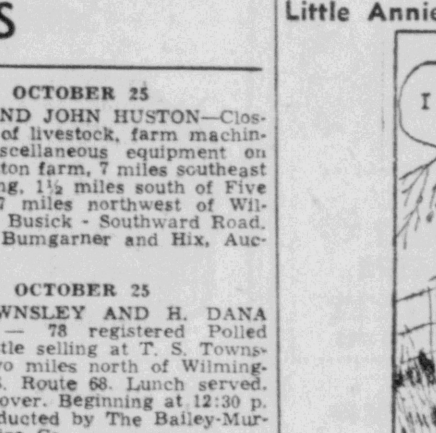 S
OCTOBER 25
ND JOHN HUSTON—Clos-
of livestock, farm machin-
scellaneous equipment on
ton farm, 7 miles southeast
ng, 1½ miles south of Five
7 miles northwest of Wil-
Busick - Southward Road.
Bumgarner and Hix, Auc-
OCTOBER 25
WNSLEY AND H. DANA
— 78 registered Polled
tle selling at T. S. Towns-
vo miles north of Wilming-
S. Route 68. Lunch served.
over. Beginning at 12:30 p.
ducted by The Bailey-Mur-
Little Annie
I